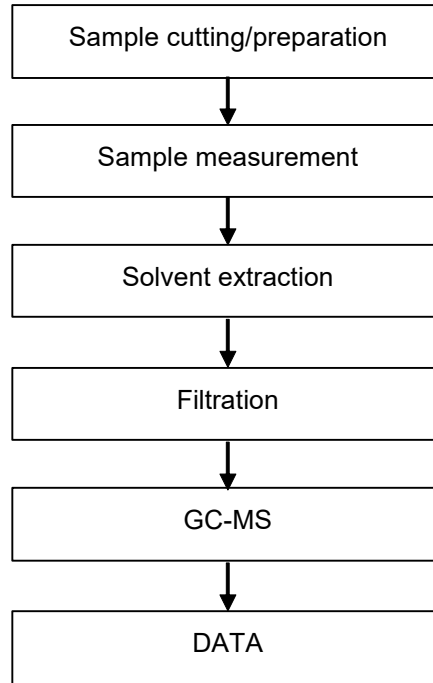 Sample cutting/preparation
Sample measurement
Solvent extraction
Filtration
GC-MS
DATA